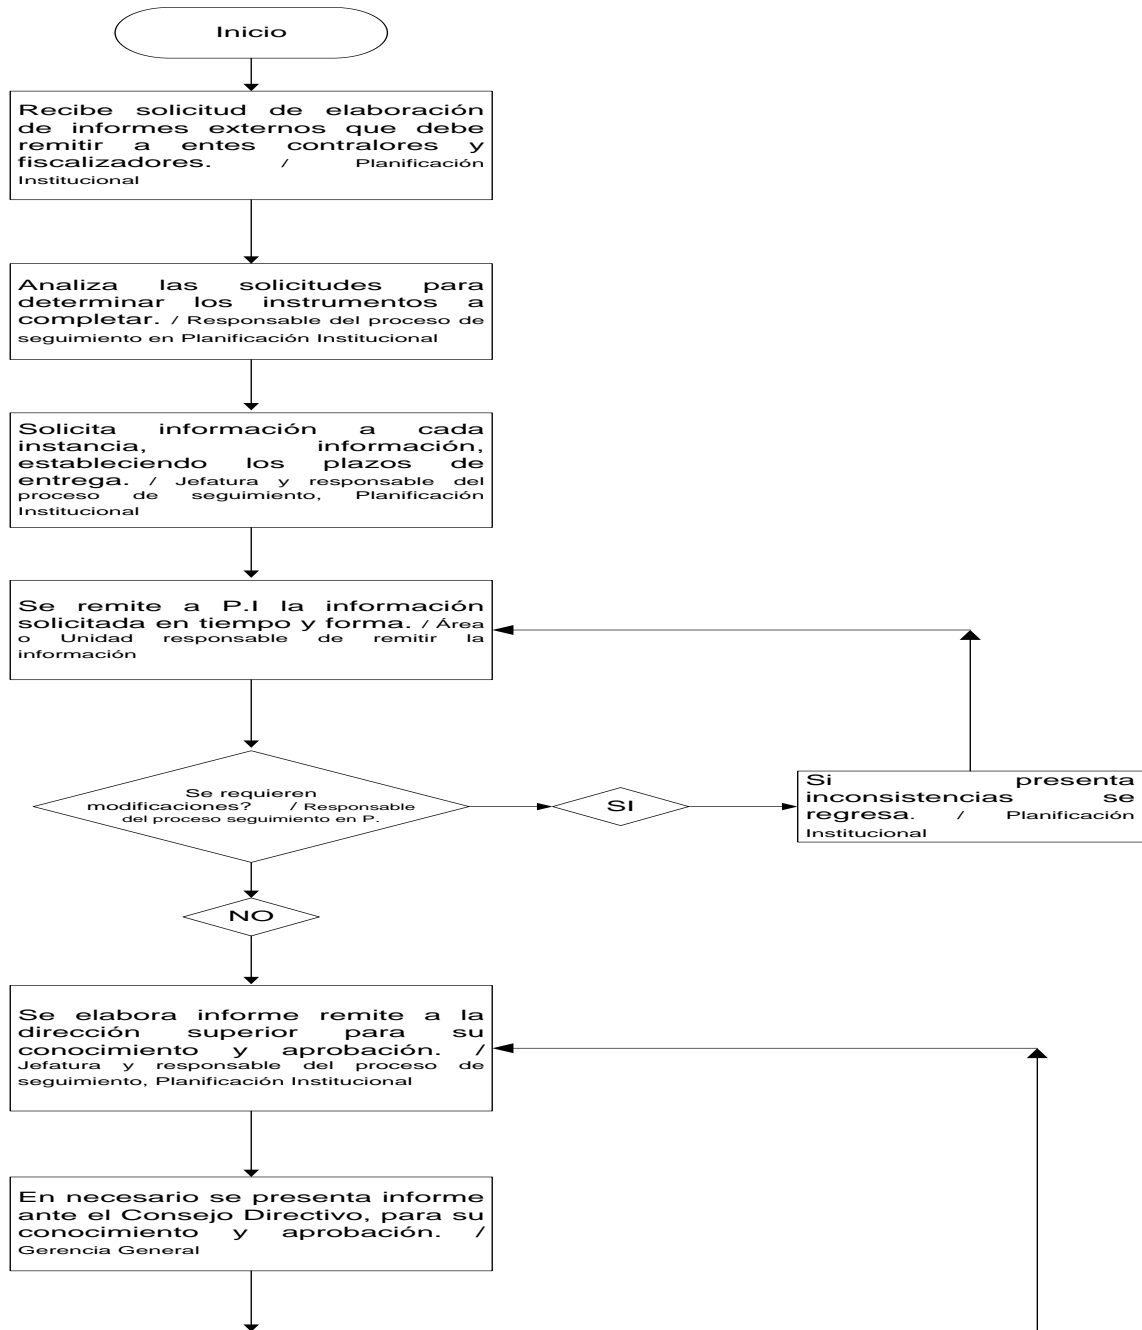 Inicio
Recibe solicitud de elaboración
de informes externos que debe
remitir a entes contralores y
fiscalizadores. / Planificación
Institucional
Analiza las solicitudes para
determinar los instrumentos a
completar. / Responsable del proceso de
seguimiento en Planificación Institucional
Solicita información a cada
instancia, información,
estableciendo los plazos de
entrega. / Jefatura y responsable del
proceso de seguimiento, Planificación
Institucional
Se remite a P.I la información
solicitada en tiempo y forma. / Área
o Unidad responsable de remitir la
información
Se requieren
modificaciones? / Responsable
del proceso seguimiento en P.
SI
Si presenta
inconsistencias se
regresa. / Planificación
Institucional
NO
Se elabora informe remite a la
dirección superior para su
conocimiento y aprobación. /
Jefatura y responsable del proceso de
seguimiento, Planificación Institucional
En necesario se presenta informe
ante el Consejo Directivo, para su
conocimiento y aprobación. /
Gerencia General